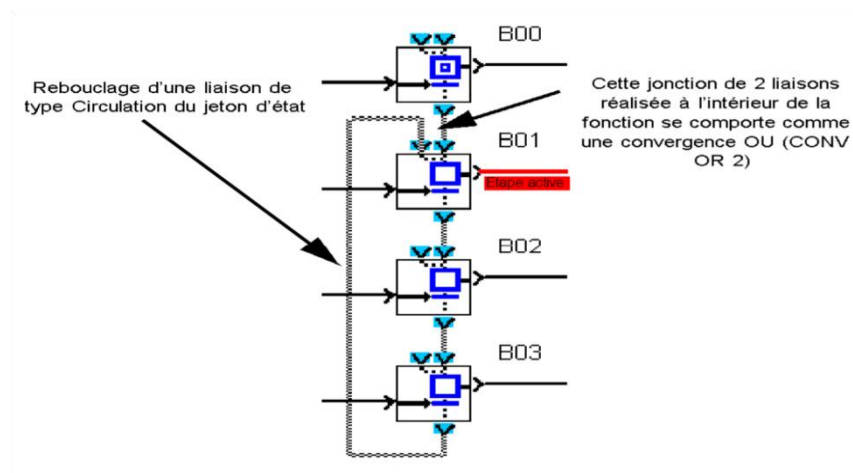 B00
Rebouclage d'une liaison de
type Circulation du jeton d'état
Cette jonction de 2 liaisons
réalisée à l'intérieur de la
fonction se comporte comme
une convergence OU (CONV
OR 2)
B01
Etape active
B02
B03